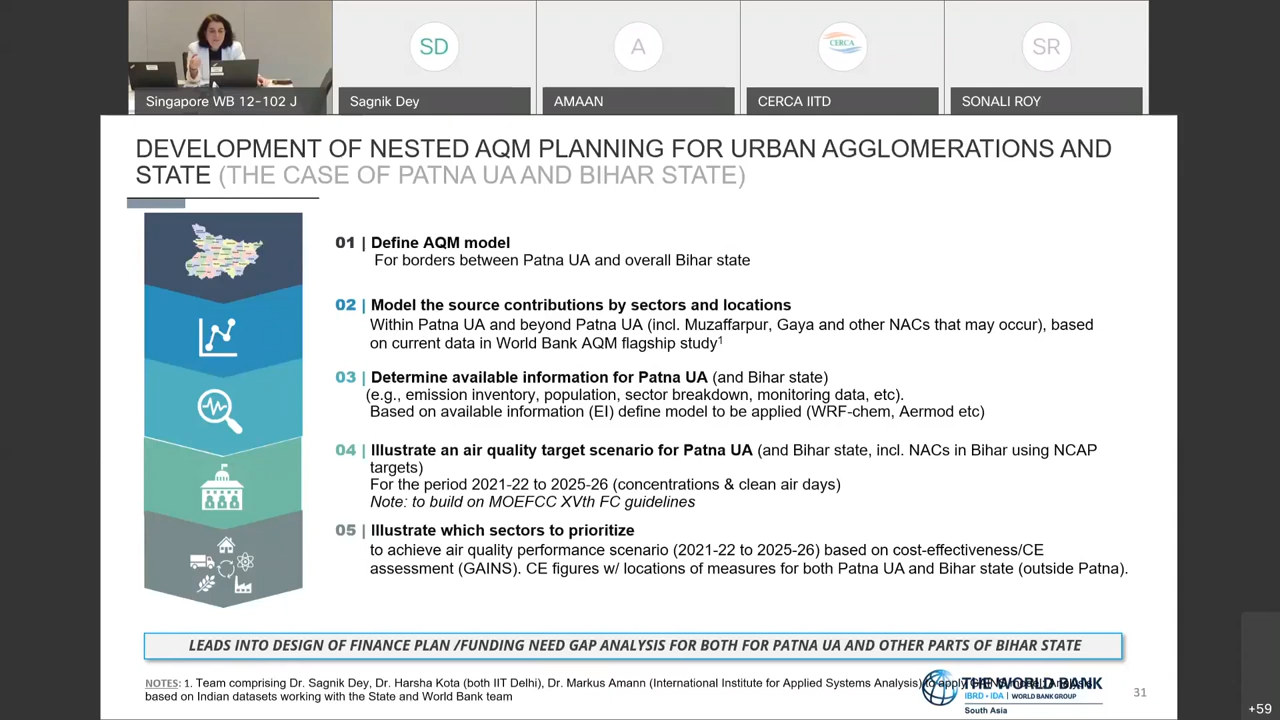 SD
A
CERCA
SR
Singapore WB 12-102 J
Sagnik Dey
AMAAN
CERCA IITD
SONALI ROY
DEVELOPMENT OF NESTED AQM PLANNING FOR URBAN AGGLOMERATIONS AND
STATE (THE CASE OF PATNA UA AND BIHAR STATE)
01 | Define AQM model
For borders between Patna UA and overall Bihar state
02 | Model the source contributions by sectors and locations
Within Patna UA and beyond Patna UA (incl. Muzaffarpur, Gaya and other NACs that may occur), based
on current data in World Bank AQM flagship study¹
03 | Determine available information for Patna UA (and Bihar state)
(e.g., emission inventory, population, sector breakdown, monitoring data, etc).
Based on available information (EI) define model to be applied (WRF-chem, Aermod etc)
04 | Illustrate an air quality target scenario for Patna UA (and Bihar state, incl. NACs in Bihar using NCAP
targets)
For the period 2021-22 to 2025-26 (concentrations & clean air days)
Note: to build on MOEFCC XVth FC guidelines
05 | Illustrate which sectors to prioritize
to achieve air quality performance scenario (2021-22 to 2025-26) based on cost-effectiveness/CE
assessment (GAINS). CE figures w/ locations of measures for both Patna UA and Bihar state (outside Patna).
LEADS INTO DESIGN OF FINANCE PLAN /FUNDING NEED GAP ANALYSIS FOR BOTH FOR PATNA UA AND OTHER PARTS OF BIHAR STATE
NOTES: 1. Team comprising Dr. Sagnik Dey, Dr. Harsha Kota (both IIT Delhi), Dr. Markus Amann (International Institute for Applied Systems Analysis) to apply
based on Indian datasets working with the State and World Bank team
THE WORLD BANK
IBRD • IDA | WORLD BANK GROUP
South Asia
31
+59